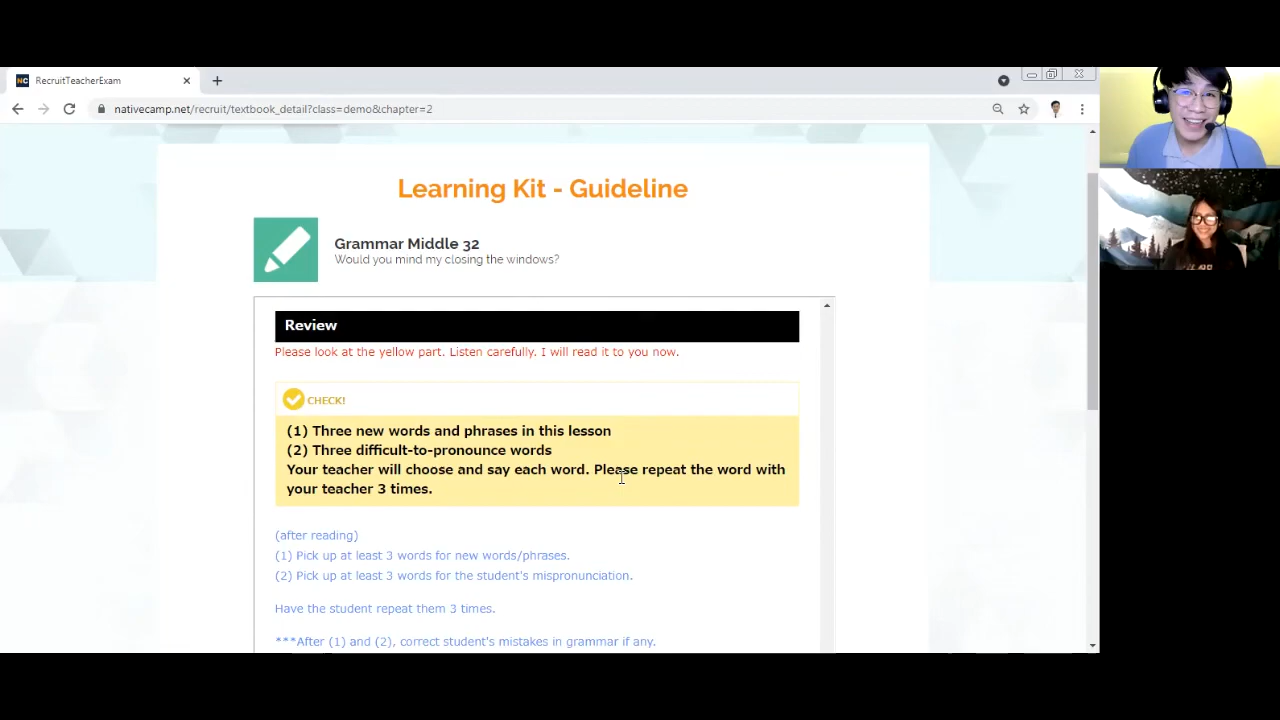 NC RecruitTeacherExam
nativecamp.net/recruit/textbook_detail?class=demo&chapter=2
Learning Kit - Guideline
Grammar Middle 32
Would you mind my closing the windows?
Review
Please look at the yellow part. Listen carefully. I will read it to you now.
CHECK!
(1) Three new words and phrases in this lesson
(2) Three difficult-to-pronounce words
Your teacher will choose and say each word. Please repeat the word with
your teacher 3 times.
(after reading)
(1) Pick up at least 3 words for new words/phrases.
(2) Pick up at least 3 words for the student's mispronunciation.
Have the student repeat them 3 times.
***After (1) and (2), correct student's mistakes in grammar if any.